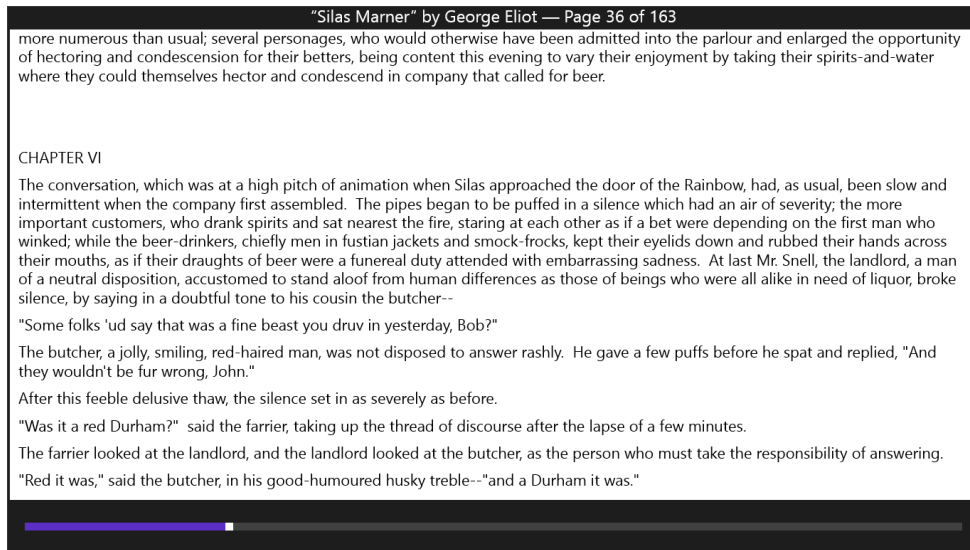 “Silas Marner” by George Eliot — Page 36 of 163
more numerous than usual; several personages, who would otherwise have been admitted into the parlour and enlarged the opportunity
of hectoring and condescension for their betters, being content this evening to vary their enjoyment by taking their spirits-and-water
where they could themselves hector and condescend in company that called for beer.
CHAPTER VI
The conversation, which was at a high pitch of animation when Silas approached the door of the Rainbow, had, as usual, been slow and
intermittent when the company first assembled.  The pipes began to be puffed in a silence which had an air of severity; the more
important customers, who drank spirits and sat nearest the fire, staring at each other as if a bet were depending on the first man who
winked; while the beer-drinkers, chiefly men in fustian jackets and smock-frocks, kept their eyelids down and rubbed their hands across
their mouths, as if their draughts of beer were a funereal duty attended with embarrassing sadness.  At last Mr. Snell, the landlord, a man
of a neutral disposition, accustomed to stand aloof from human differences as those of beings who were all alike in need of liquor, broke
silence, by saying in a doubtful tone to his cousin the butcher--
"Some folks 'ud say that was a fine beast you druv in yesterday, Bob?"
The butcher, a jolly, smiling, red-haired man, was not disposed to answer rashly.  He gave a few puffs before he spat and replied, "And
they wouldn't be fur wrong, John."
After this feeble delusive thaw, the silence set in as severely as before.
"Was it a red Durham?"  said the farrier, taking up the thread of discourse after the lapse of a few minutes.
The farrier looked at the landlord, and the landlord looked at the butcher, as the person who must take the responsibility of answering.
"Red it was," said the butcher, in his good-humoured husky treble--"and a Durham it was."